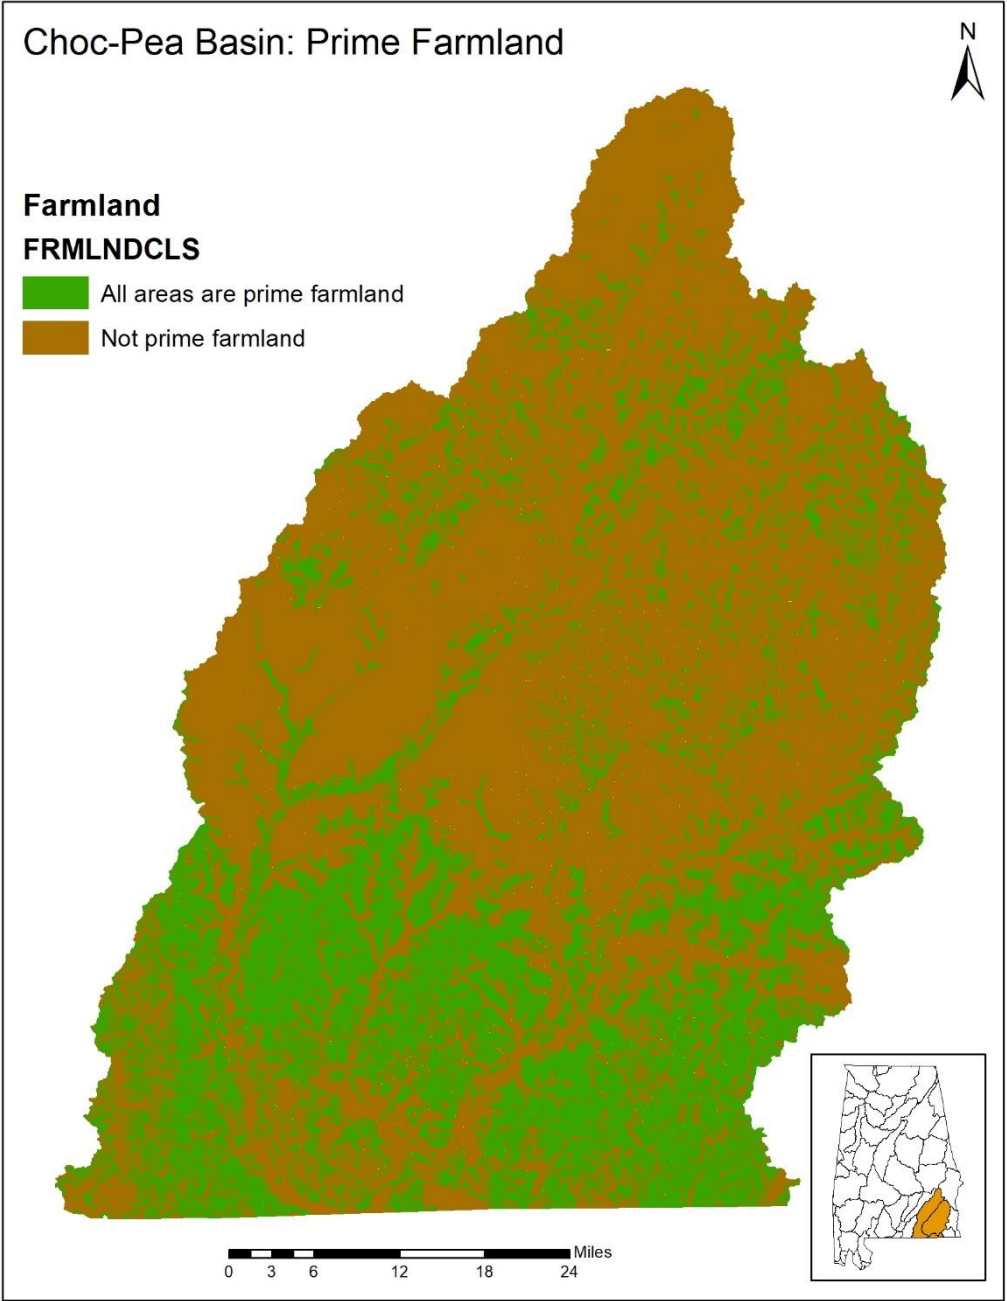 Choc-Pea Basin: Prime Farmland
N
Farmland
FRMLNDCLS
All areas are prime farmland
Not prime farmland
Miles
0 3 6 12 18 24